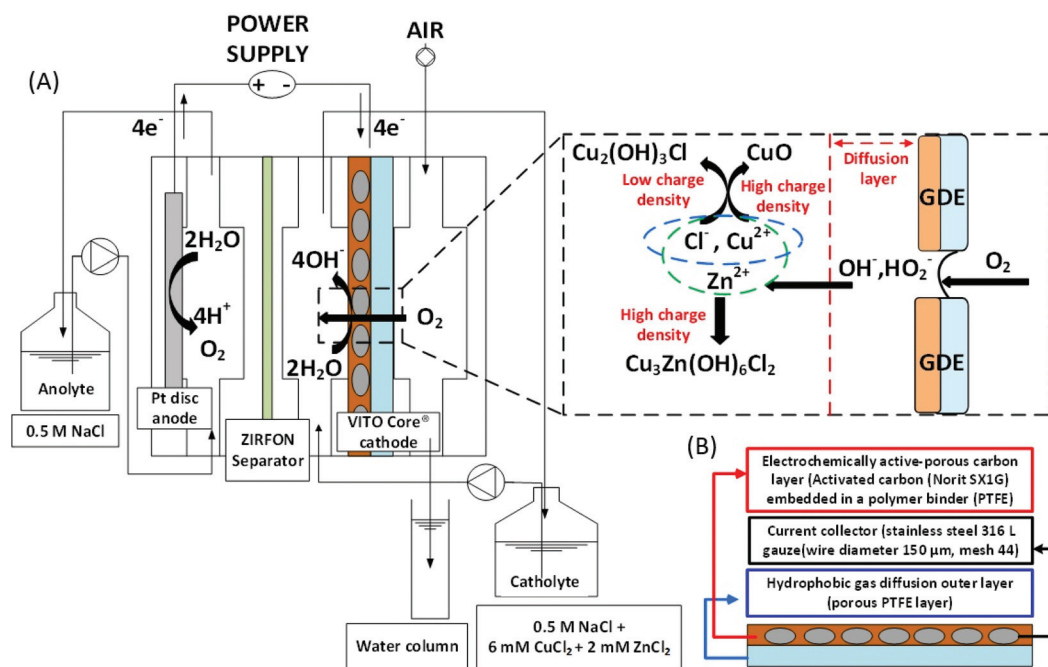 (A)
POWER
SUPPLY
+ -
AIR
4e⁻
4e⁻
2H₂O
4H⁺
O₂
4OH⁻
O₂
2H₂O
Anolyte
0.5 M NaCl
Pt disc
anode
ZIRFON
Separator
VITO Core®
cathode
Water column
Catholyte
0.5 M NaCl +
6 mM CuCl₂ + 2 mM ZnCl₂
Cu₂(OH)₃Cl
CuO
Low charge
density
High charge
density
Cl⁻, Cu²⁺
Zn²⁺
High charge
density
Cu₃Zn(OH)₆Cl₂
Diffusion
layer
GDE
OH⁻,HO₂⁻
O₂
GDE
(B)
Electrochemically active-porous carbon
layer (Activated carbon (Norit SX1G)
embedded in a polymer binder (PTFE)
Current collector (stainless steel 316 L
gauze(wire diameter 150 µm, mesh 44)
Hydrophobic gas diffusion outer layer
(porous PTFE layer)